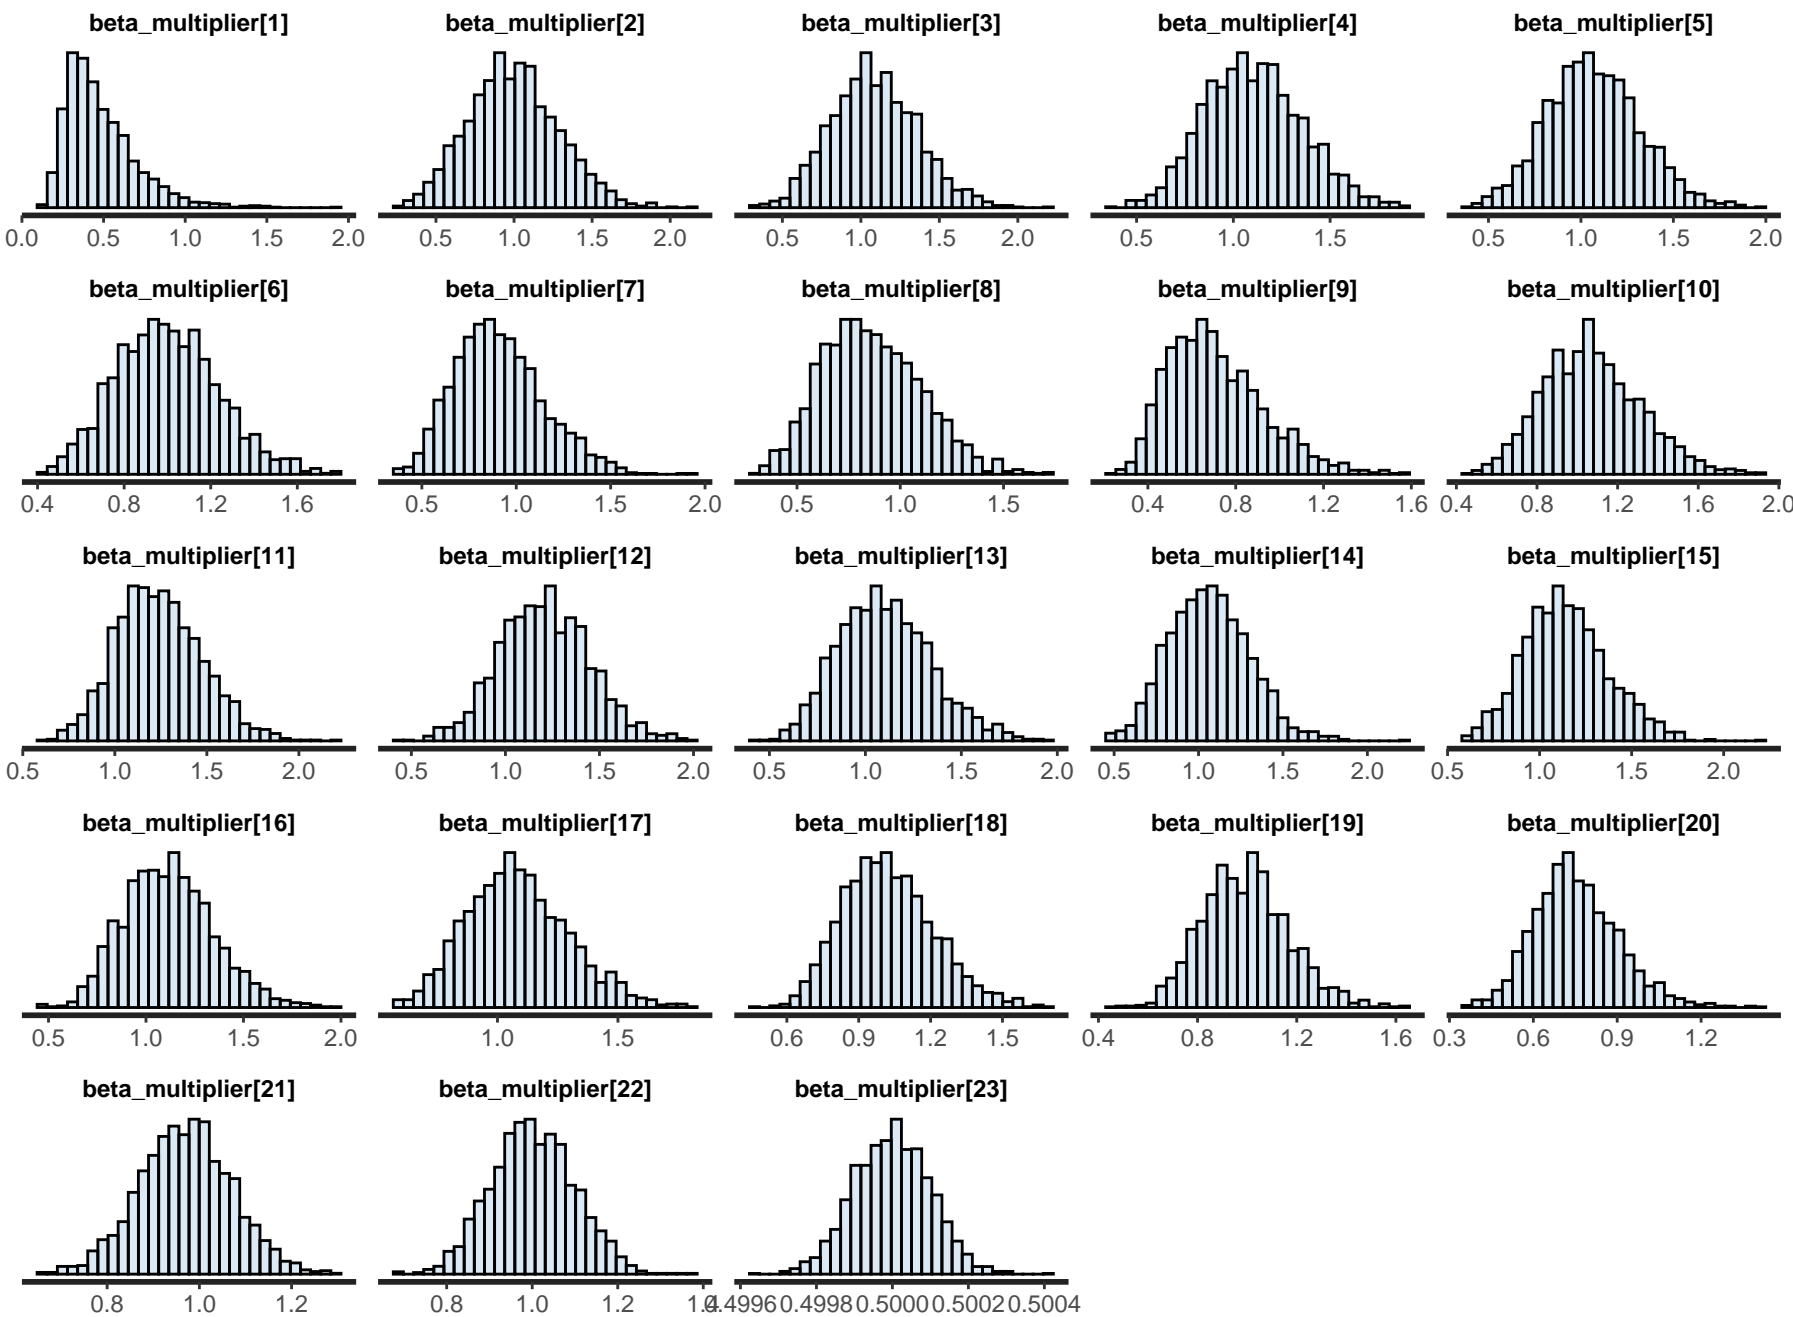 beta_multiplier[1] beta_multiplier[2] beta_multiplier[3] beta_multiplier[4] beta_multiplier[5]
0.0 0.5 1.0 1.5 2.0 0.5 1.0 1.5 2.0 0.5 1.0 1.5 2.0 0.5 1.0 1.5 0.5 1.0 1.5 2.0
beta_multiplier[6] beta_multiplier[7] beta_multiplier[8] beta_multiplier[9] beta_multiplier[10]
0.4 0.8 1.2 1.6 0.5 1.0 1.5 2.0 0.5 1.0 1.5 0.4 0.8 1.2 1.6 0.4 0.8 1.2 1.6 2.0
beta_multiplier[11] beta_multiplier[12] beta_multiplier[13] beta_multiplier[14] beta_multiplier[15]
0.5 1.0 1.5 2.0 0.5 1.0 1.5 2.0 0.5 1.0 1.5 2.0 0.5 1.0 1.5 2.0 0.5 1.0 1.5 2.0
beta_multiplier[16] beta_multiplier[17] beta_multiplier[18] beta_multiplier[19] beta_multiplier[20]
0.5 1.0 1.5 2.0 1.0 1.5 0.6 0.9 1.2 1.5 0.4 0.8 1.2 1.6 0.3 0.6 0.9 1.2
beta_multiplier[21] beta_multiplier[22] beta_multiplier[23]
0.8 1.0 1.2 0.8 1.0 1.2 1.4 0.4996 0.4998 0.5000 0.5002 0.5004